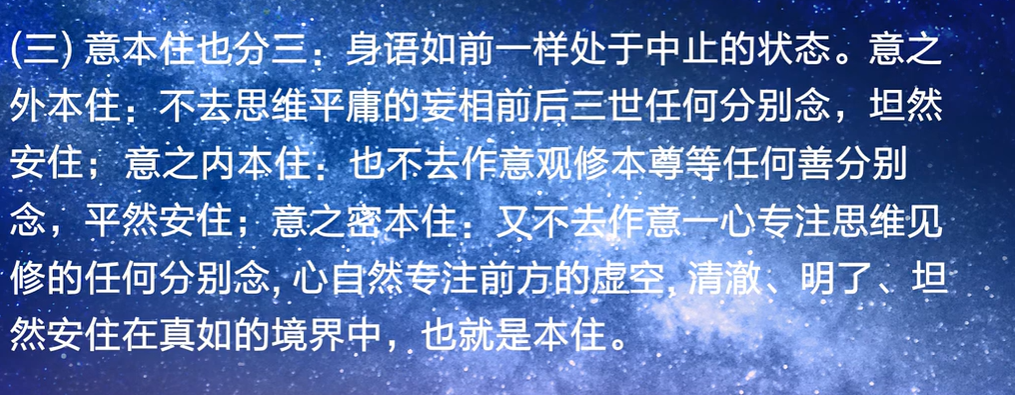 (三) 意本住也分三：身语如前一样处于中止的状态。意之
外本住：不去思维平庸的妄相前后三世任何分别念，坦然
安住；意之内本住：也不去作意观修本尊等任何善分别
念，平然安住；意之密本住：又不去作意一心专注思维见
修的任何分别念, 心自然专注前方的虚空, 清澈、明了、坦
然安住在真如的境界中，也就是本住。